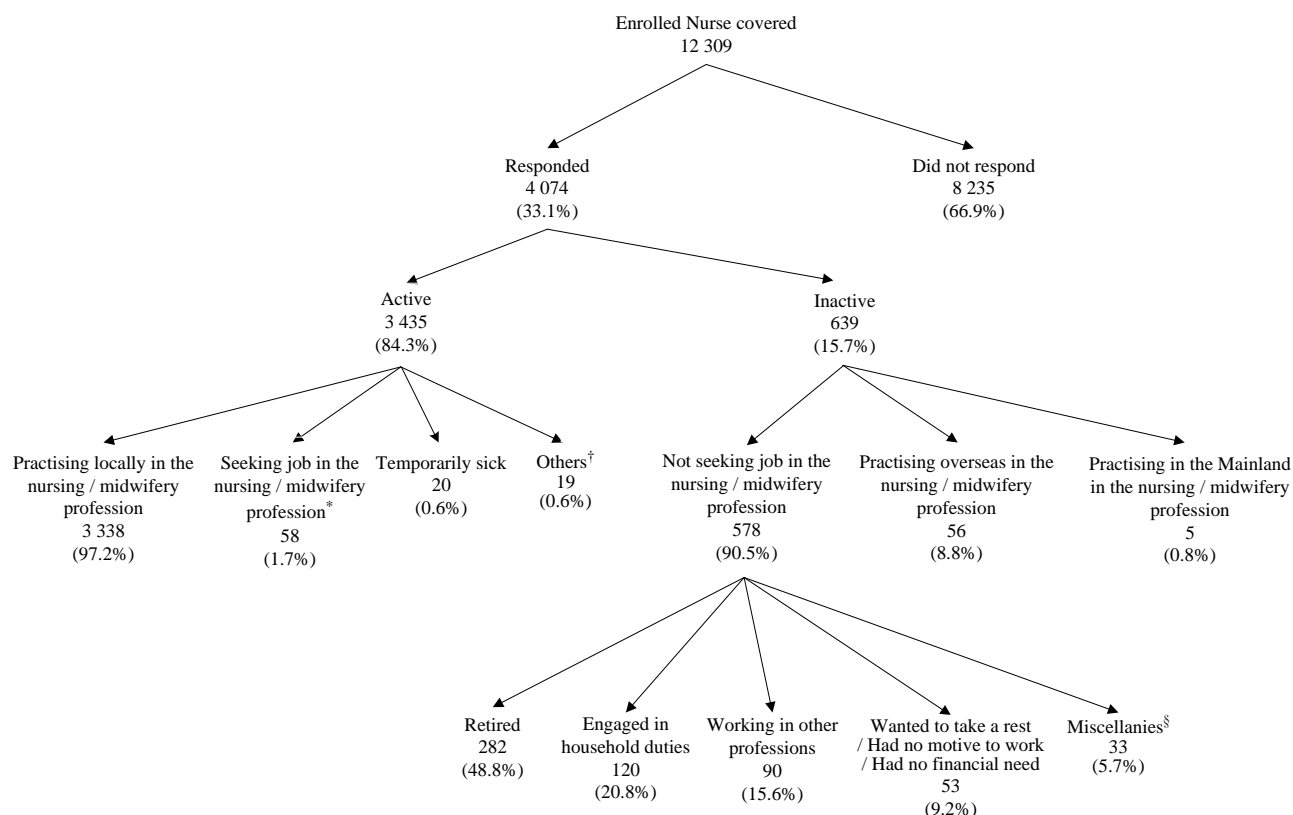 Enrolled Nurse covered
12 309
Responded
4 074
(33.1%)
Did not respond
8 235
(66.9%)
Active
3 435
(84.3%)
Inactive
639
(15.7%)
Practising locally in the
nursing / midwifery
profession
3 338
(97.2%)
Seeking job in the
nursing / midwifery
profession*
58
(1.7%)
Temporarily sick
20
(0.6%)
Others†
19
(0.6%)
Not seeking job in the
nursing / midwifery
profession
578
(90.5%)
Practising overseas in the
nursing / midwifery
profession
56
(8.8%)
Practising in the Mainland
in the nursing / midwifery
profession
5
(0.8%)
Retired
282
(48.8%)
Engaged in
household duties
120
(20.8%)
Working in other
professions
90
(15.6%)
Wanted to take a rest
/ Had no motive to work
/ Had no financial need
53
(9.2%)
Miscellanies§
33
(5.7%)